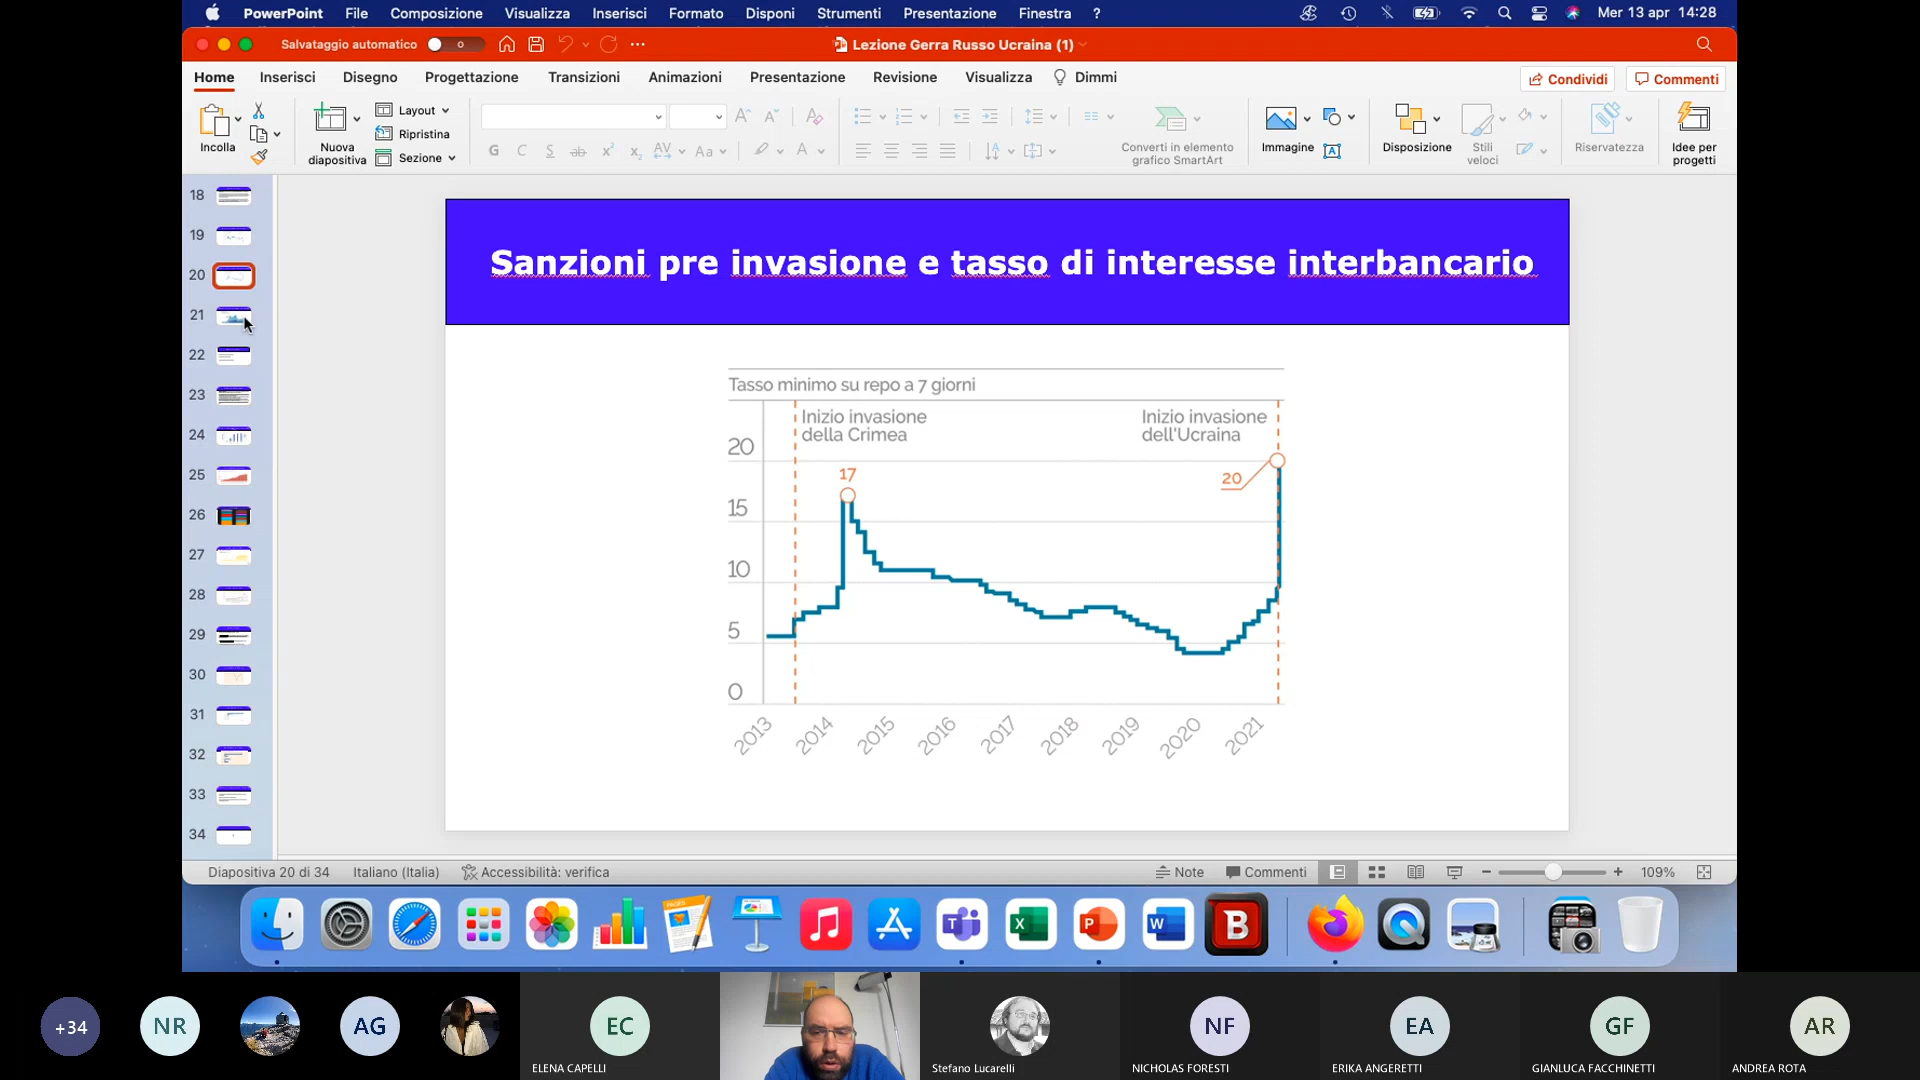 PowerPoint File Composizione Visualizza Inserisci Formato Disponi Strumenti Presentazione Finestra ? Mer 13 apr 14:28
Salvataggio automatico Lezione Gerra Russo Ucraina (1)
Home Inserisci Disegno Progettazione Transizioni Animazioni Presentazione Revisione Visualizza Dimmi Condividi Commenti
Incolla
Nuova
diapositiva
Layout
Ripristina
Sezione
G C S ab x² x₂ AV Aa A
Converti in elemento
grafico SmartArt
Immagine
Disposizione
Stili
veloci
Riservatezza
Idee per
progetti
18
19
20
21
22
23
24
25
26
27
28
29
30
31
32
33
34
Sanzioni pre invasione e tasso di interesse interbancario
Tasso minimo su repo a 7 giorni
Inizio invasione
della Crimea
Inizio invasione
dell'Ucraina
20
17
20
15
10
5
0
2013 2014 2015 2016 2017 2018 2019 2020 2021
Diapositiva 20 di 34 Italiano (Italia) Accessibilità: verifica Note Commenti 109%
+34 NR AG EC NF EA GF AR
ELENA CAPELLI Stefano Lucarelli NICHOLAS FORESTI ERIKA ANGERETTI GIANLUCA FACCHINETTI ANDREA ROTA